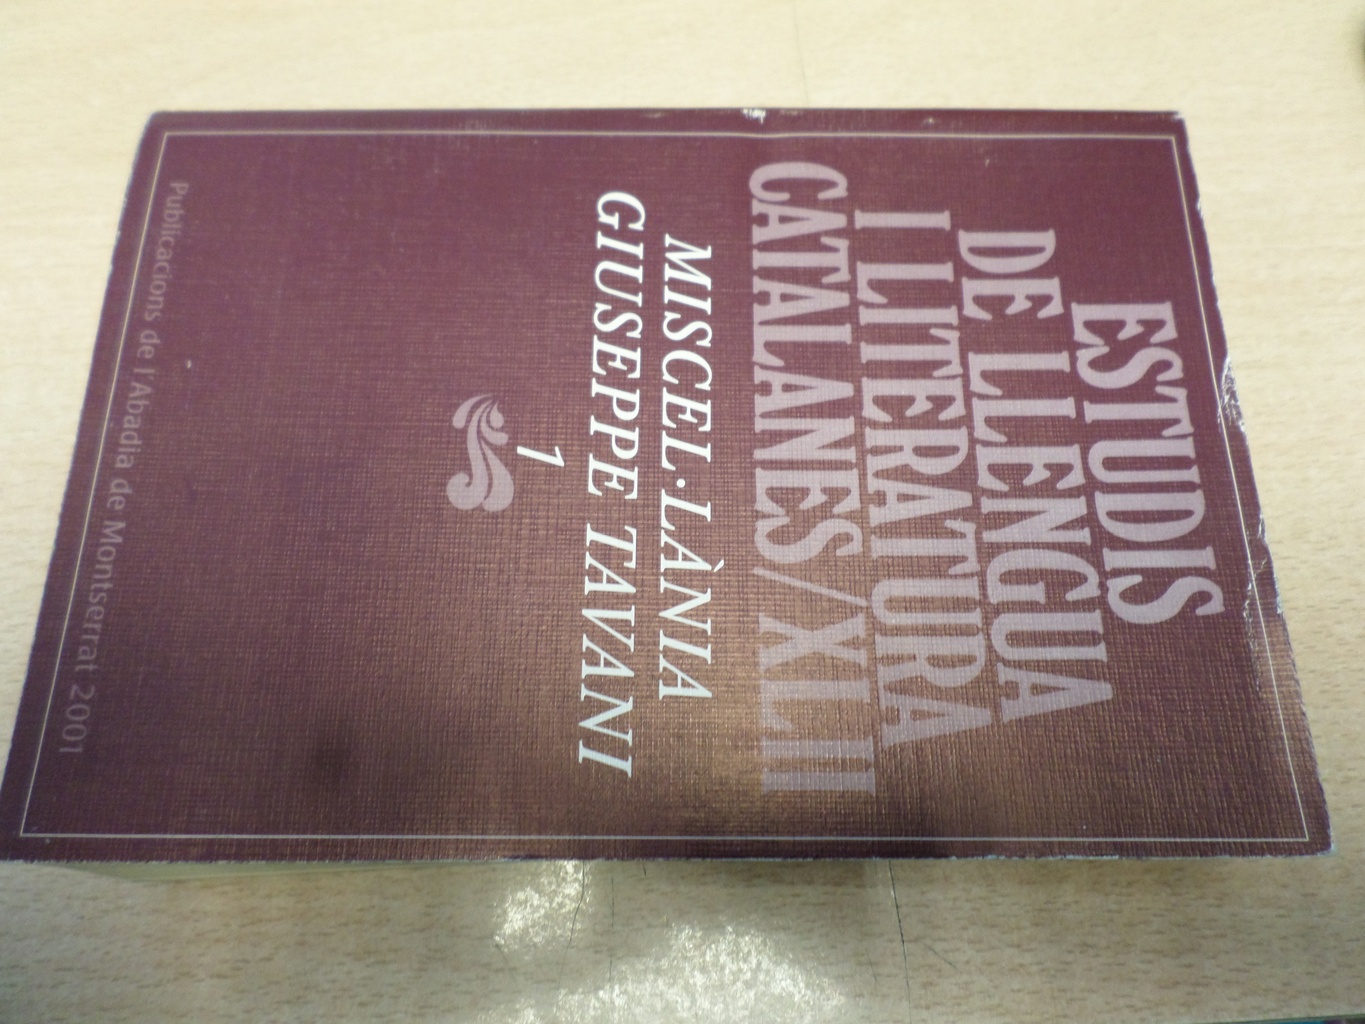 ESTUDIS
DE LLENGUA
I LITERATURA
CATALANES/XLII
MISCEL·LÀNIA
GIUSEPPE TAVANI
1
Publicacions de l'Abadia de Montserrat 2001